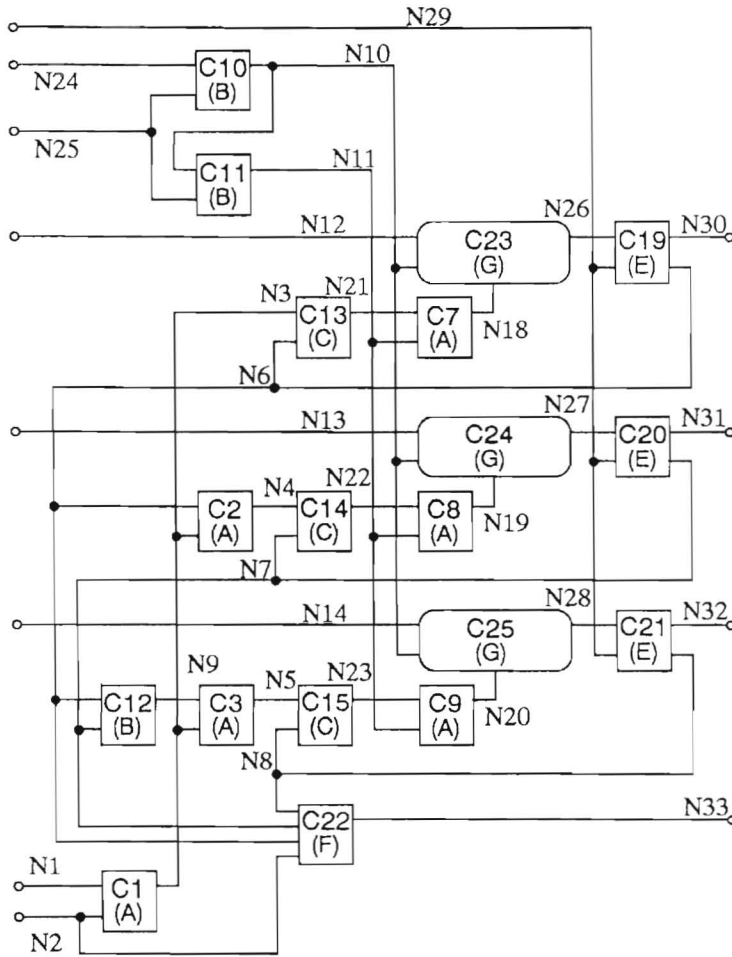 N29
N24
C10
(B)
N10
N25
C11
(B)
N11
N12
C23
(G)
N26
C19
(E)
N30
N3
C13
(C)
N21
C7
(A)
N18
N6
N13
C24
(G)
N27
C20
(E)
N31
C2
(A)
N4
C14
(C)
N22
C8
(A)
N19
N7
N14
C25
(G)
N28
C21
(E)
N32
C12
(B)
N9
C3
(A)
N5
C15
(C)
N23
C9
(A)
N20
N8
C22
(F)
N33
N1
C1
(A)
N2